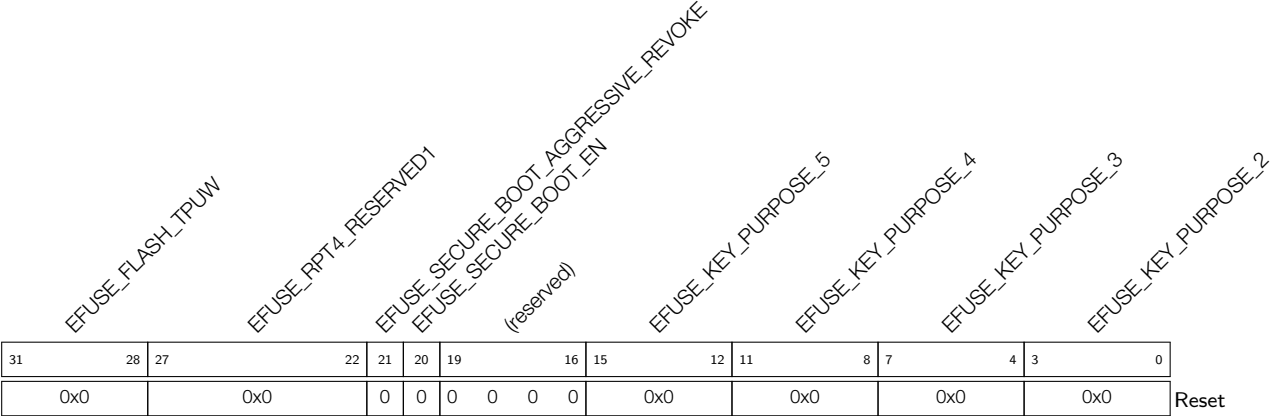 EFUSE_FLASH_TPUW
EFUSE_RPT4_RESERVED1
EFUSE_SECURE_BOOT_AGGRESSIVE_REVOKE
EFUSE_SECURE_BOOT_EN
(reserved)
EFUSE_KEY_PURPOSE_5
EFUSE_KEY_PURPOSE_4
EFUSE_KEY_PURPOSE_3
EFUSE_KEY_PURPOSE_2
31 28 27 22 21 20 19 16 15 12 11 8 7 4 3 0
0x0 0x0 0 0 0 0 0 0 0x0 0x0 0x0 0x0 Reset